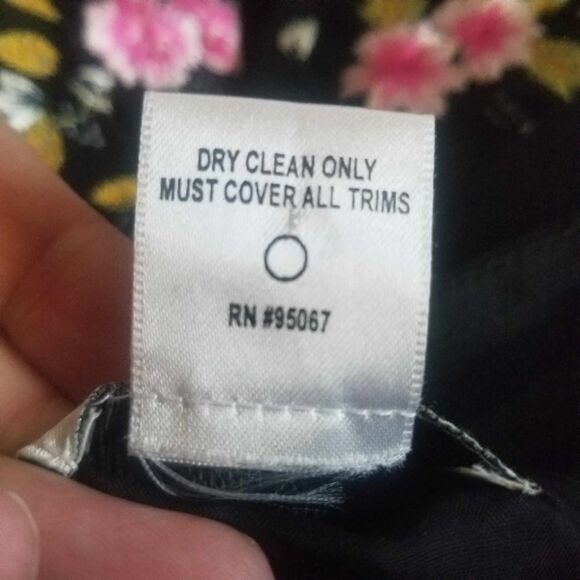 DRY CLEAN ONLY
MUST COVER ALL TRIMS
RN #95067